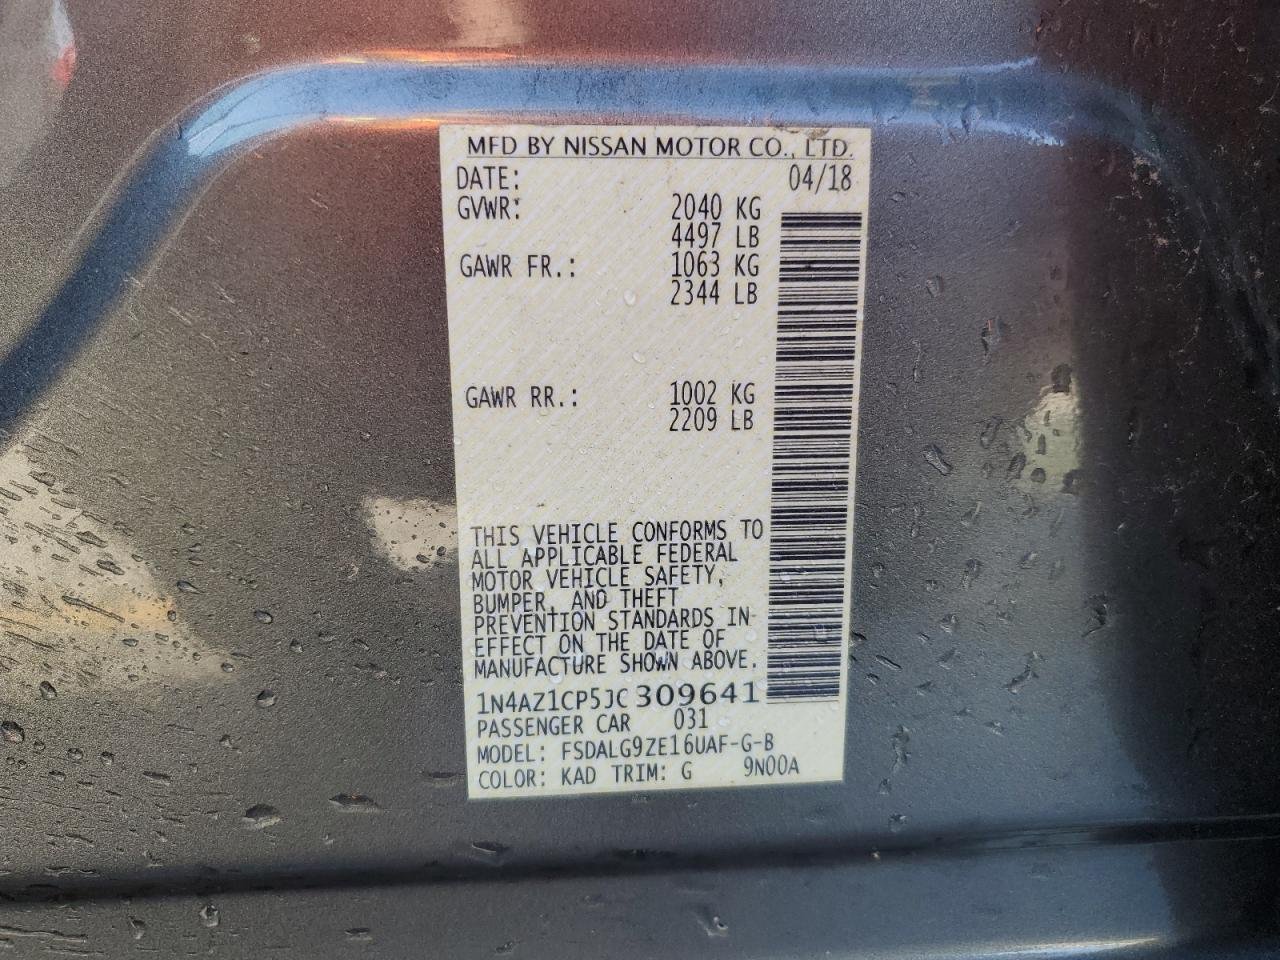 MFD BY NISSAN MOTOR CO., LTD.
DATE: 04/18
GVWR: 2040 KG
4497 LB
GAWR FR.: 1063 KG
2344 LB
GAWR RR.: 1002 KG
2209 LB
THIS VEHICLE CONFORMS TO
ALL APPLICABLE FEDERAL
MOTOR VEHICLE SAFETY,
BUMPER, AND THEFT
PREVENTION STANDARDS IN
EFFECT ON THE DATE OF
MANUFACTURE SHOWN ABOVE.
1N4AZ1CP5JC309641
PASSENGER CAR 031
MODEL: FSDALG9ZE16UAF-G-B
COLOR: KAD TRIM: G 9N00A